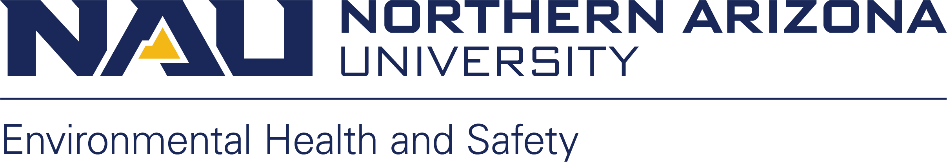 NAU NORTHERN ARIZONA
UNIVERSITY
Environmental Health and Safety